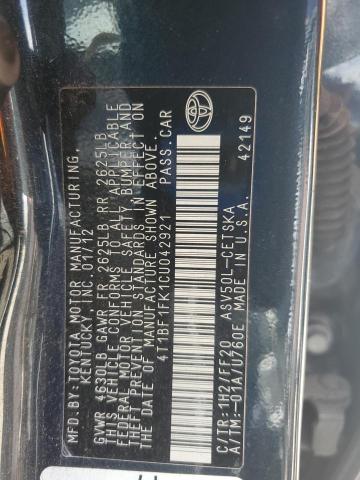 MFD.BY:TOYOTA MOTOR MANUFACTURING,
KENTUCKY, INC. 01/12
GVWR 4630LB GAWR FR 2625LB RR 2625LB
THIS VEHICLE CONFORMS TO ALL APPLICABLE
FEDERAL MOTOR VEHICLE SAFETY, BUMPER, AND
THEFT PREVENTION STANDARDS IN EFFECT ON
THE DATE OF MANUFACTURE SHOWN ABOVE.
4T1BF1FK1CU042921 PASS.CAR
C/TR:1H2/FE20 ASV50L-CETSKA
A/TM:-01A/U760E MADE IN U.S.A.
42149